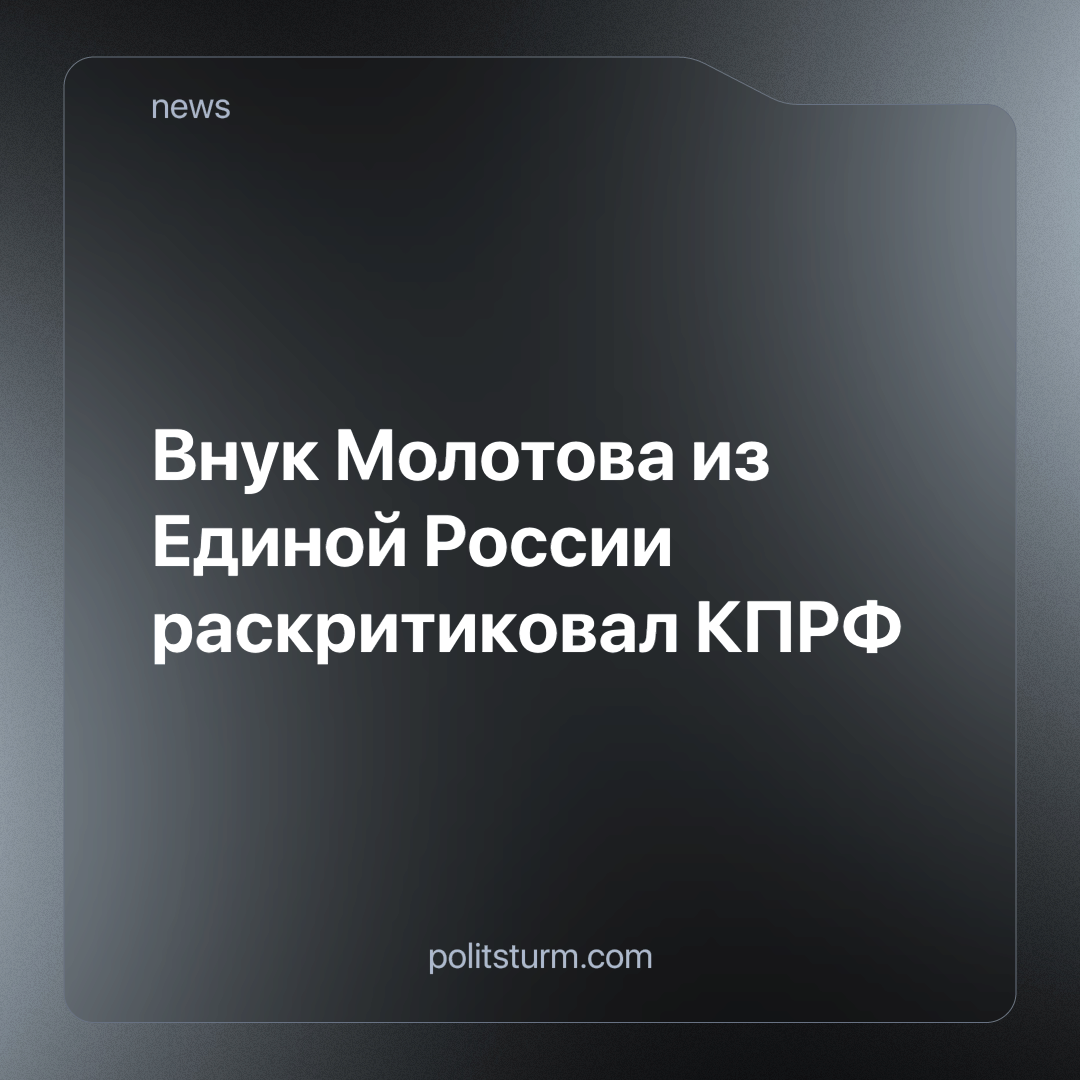 news
Внук Молотова из
Единой России
раскритиковал КПРФ
politsturm.com